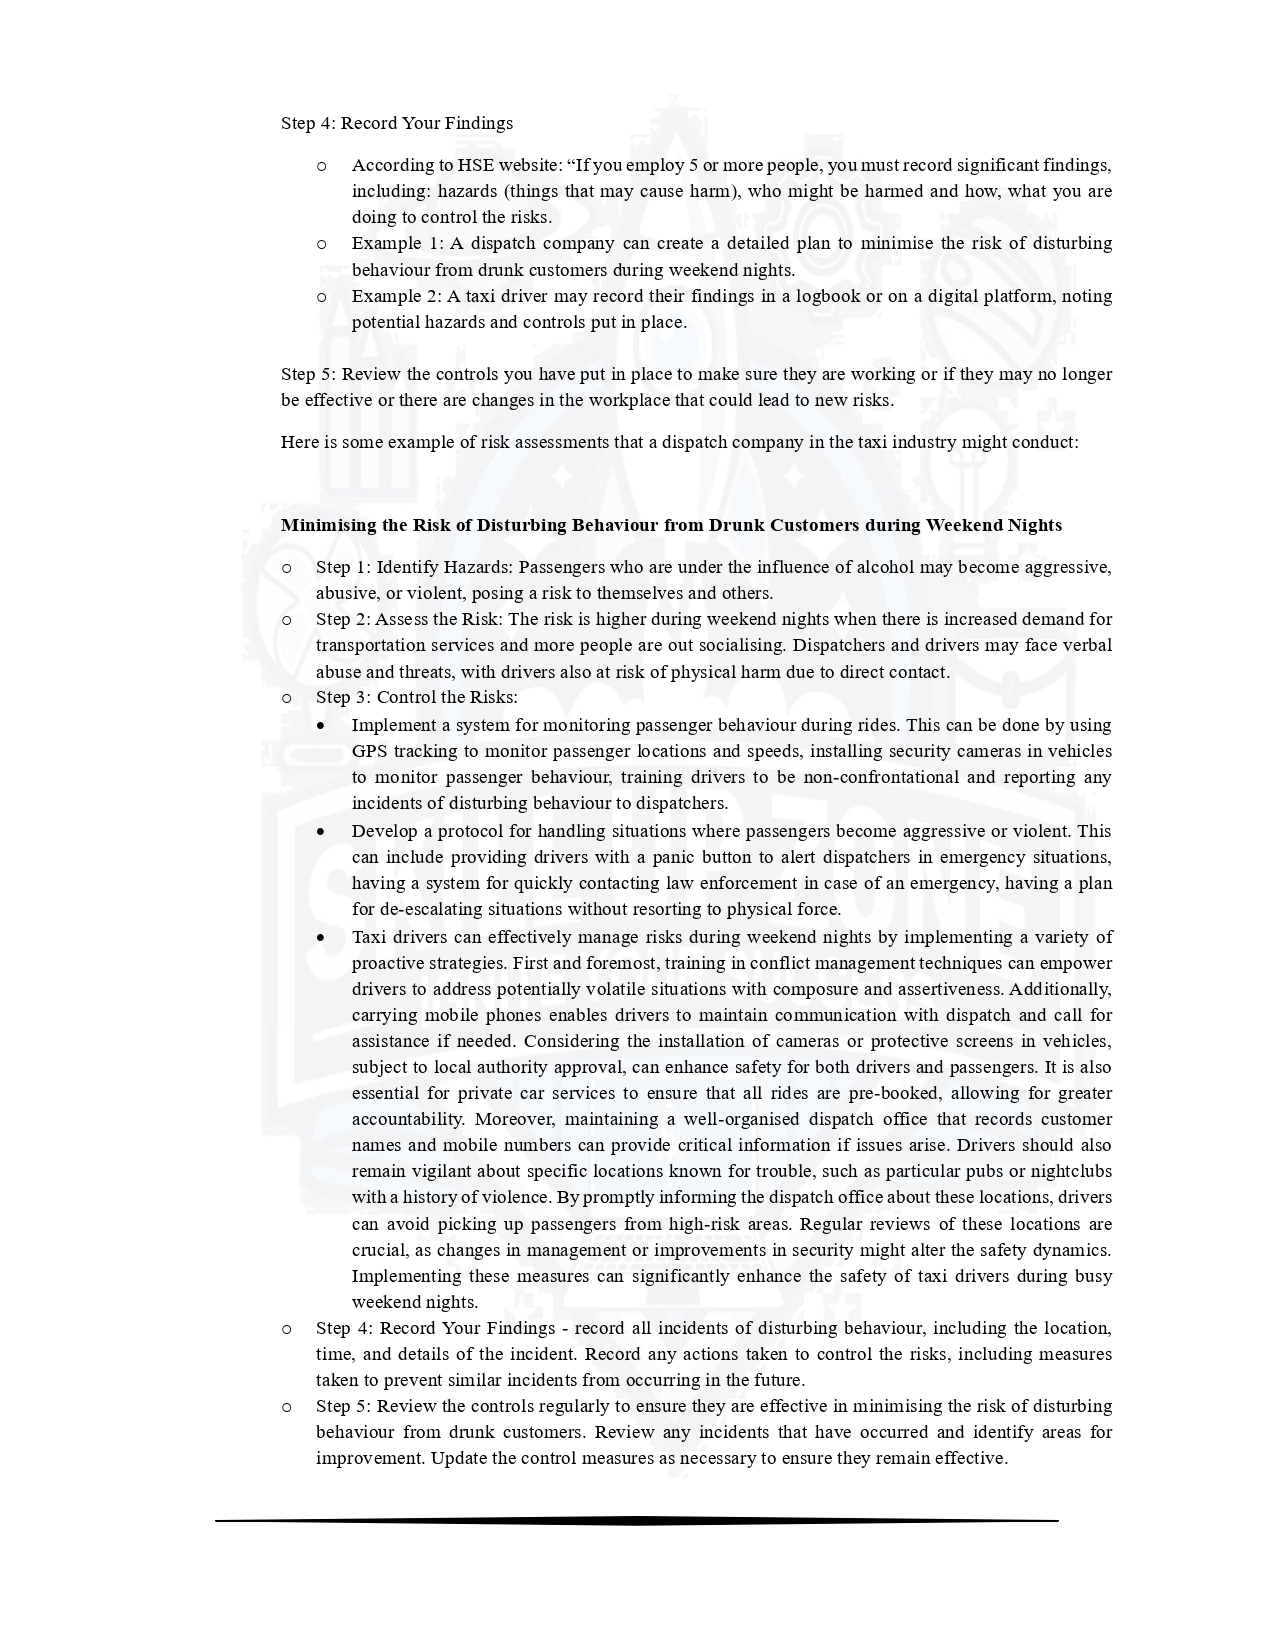 Step 4: Record Your Findings
o According to HSE website: “If you employ 5 or more people, you must record significant findings,
including: hazards (things that may cause harm), who might be harmed and how, what you are
doing to control the risks.
o Example 1: A dispatch company can create a detailed plan to minimise the risk of disturbing
behaviour from drunk customers during weekend nights.
o Example 2: A taxi driver may record their findings in a logbook or on a digital platform, noting
potential hazards and controls put in place.
Step 5: Review the controls you have put in place to make sure they are working or if they may no longer
be effective or there are changes in the workplace that could lead to new risks.
Here is some example of risk assessments that a dispatch company in the taxi industry might conduct:
Minimising the Risk of Disturbing Behaviour from Drunk Customers during Weekend Nights
o Step 1: Identify Hazards: Passengers who are under the influence of alcohol may become aggressive,
abusive, or violent, posing a risk to themselves and others.
o Step 2: Assess the Risk: The risk is higher during weekend nights when there is increased demand for
transportation services and more people are out socialising. Dispatchers and drivers may face verbal
abuse and threats, with drivers also at risk of physical harm due to direct contact.
o Step 3: Control the Risks:
• Implement a system for monitoring passenger behaviour during rides. This can be done by using
GPS tracking to monitor passenger locations and speeds, installing security cameras in vehicles
to monitor passenger behaviour, training drivers to be non-confrontational and reporting any
incidents of disturbing behaviour to dispatchers.
• Develop a protocol for handling situations where passengers become aggressive or violent. This
can include providing drivers with a panic button to alert dispatchers in emergency situations,
having a system for quickly contacting law enforcement in case of an emergency, having a plan
for de-escalating situations without resorting to physical force.
• Taxi drivers can effectively manage risks during weekend nights by implementing a variety of
proactive strategies. First and foremost, training in conflict management techniques can empower
drivers to address potentially volatile situations with composure and assertiveness. Additionally,
carrying mobile phones enables drivers to maintain communication with dispatch and call for
assistance if needed. Considering the installation of cameras or protective screens in vehicles,
subject to local authority approval, can enhance safety for both drivers and passengers. It is also
essential for private car services to ensure that all rides are pre-booked, allowing for greater
accountability. Moreover, maintaining a well-organised dispatch office that records customer
names and mobile numbers can provide critical information if issues arise. Drivers should also
remain vigilant about specific locations known for trouble, such as particular pubs or nightclubs
with a history of violence. By promptly informing the dispatch office about these locations, drivers
can avoid picking up passengers from high-risk areas. Regular reviews of these locations are
crucial, as changes in management or improvements in security might alter the safety dynamics.
Implementing these measures can significantly enhance the safety of taxi drivers during busy
weekend nights.
o Step 4: Record Your Findings - record all incidents of disturbing behaviour, including the location,
time, and details of the incident. Record any actions taken to control the risks, including measures
taken to prevent similar incidents from occurring in the future.
o Step 5: Review the controls regularly to ensure they are effective in minimising the risk of disturbing
behaviour from drunk customers. Review any incidents that have occurred and identify areas for
improvement. Update the control measures as necessary to ensure they remain effective.
SKILL UP ZONE